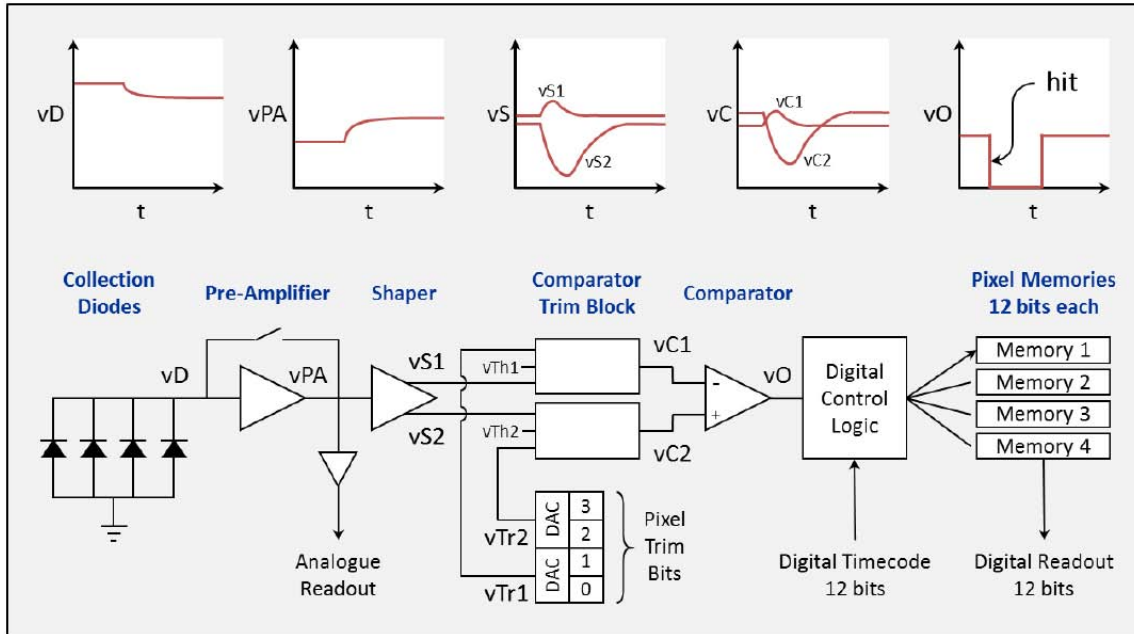 vD
t
vPA
t
vS
vS1
vS2
t
vC
vC1
vC2
t
vO
hit
t
Collection
Diodes
Pre-Amplifier
Shaper
Comparator
Trim Block
Comparator
Pixel Memories
12 bits each
vD
vPA
vS1
vS2
vTh1
vTh2
vC1
vC2
-
+
vO
Digital
Control
Logic
Memory 1
Memory 2
Memory 3
Memory 4
vTr2
vTr1
DAC
DAC
3
2
1
0
Pixel
Trim
Bits
Analogue
Readout
Digital Timecode
12 bits
Digital Readout
12 bits